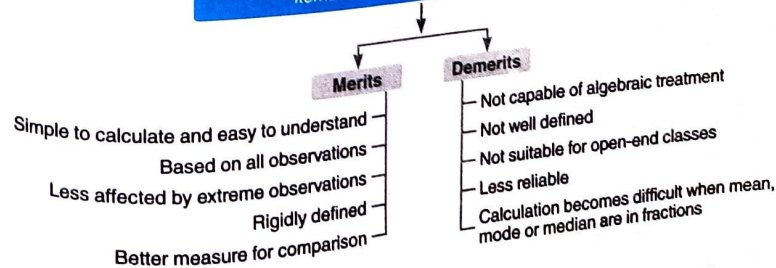 Merits
Simple to calculate and easy to understand
Based on all observations
Less affected by extreme observations
Rigidly defined
Better measure for comparison
Demerits
Not capable of algebraic treatment
Not well defined
Not suitable for open-end classes
Less reliable
Calculation becomes difficult when mean,
mode or median are in fractions